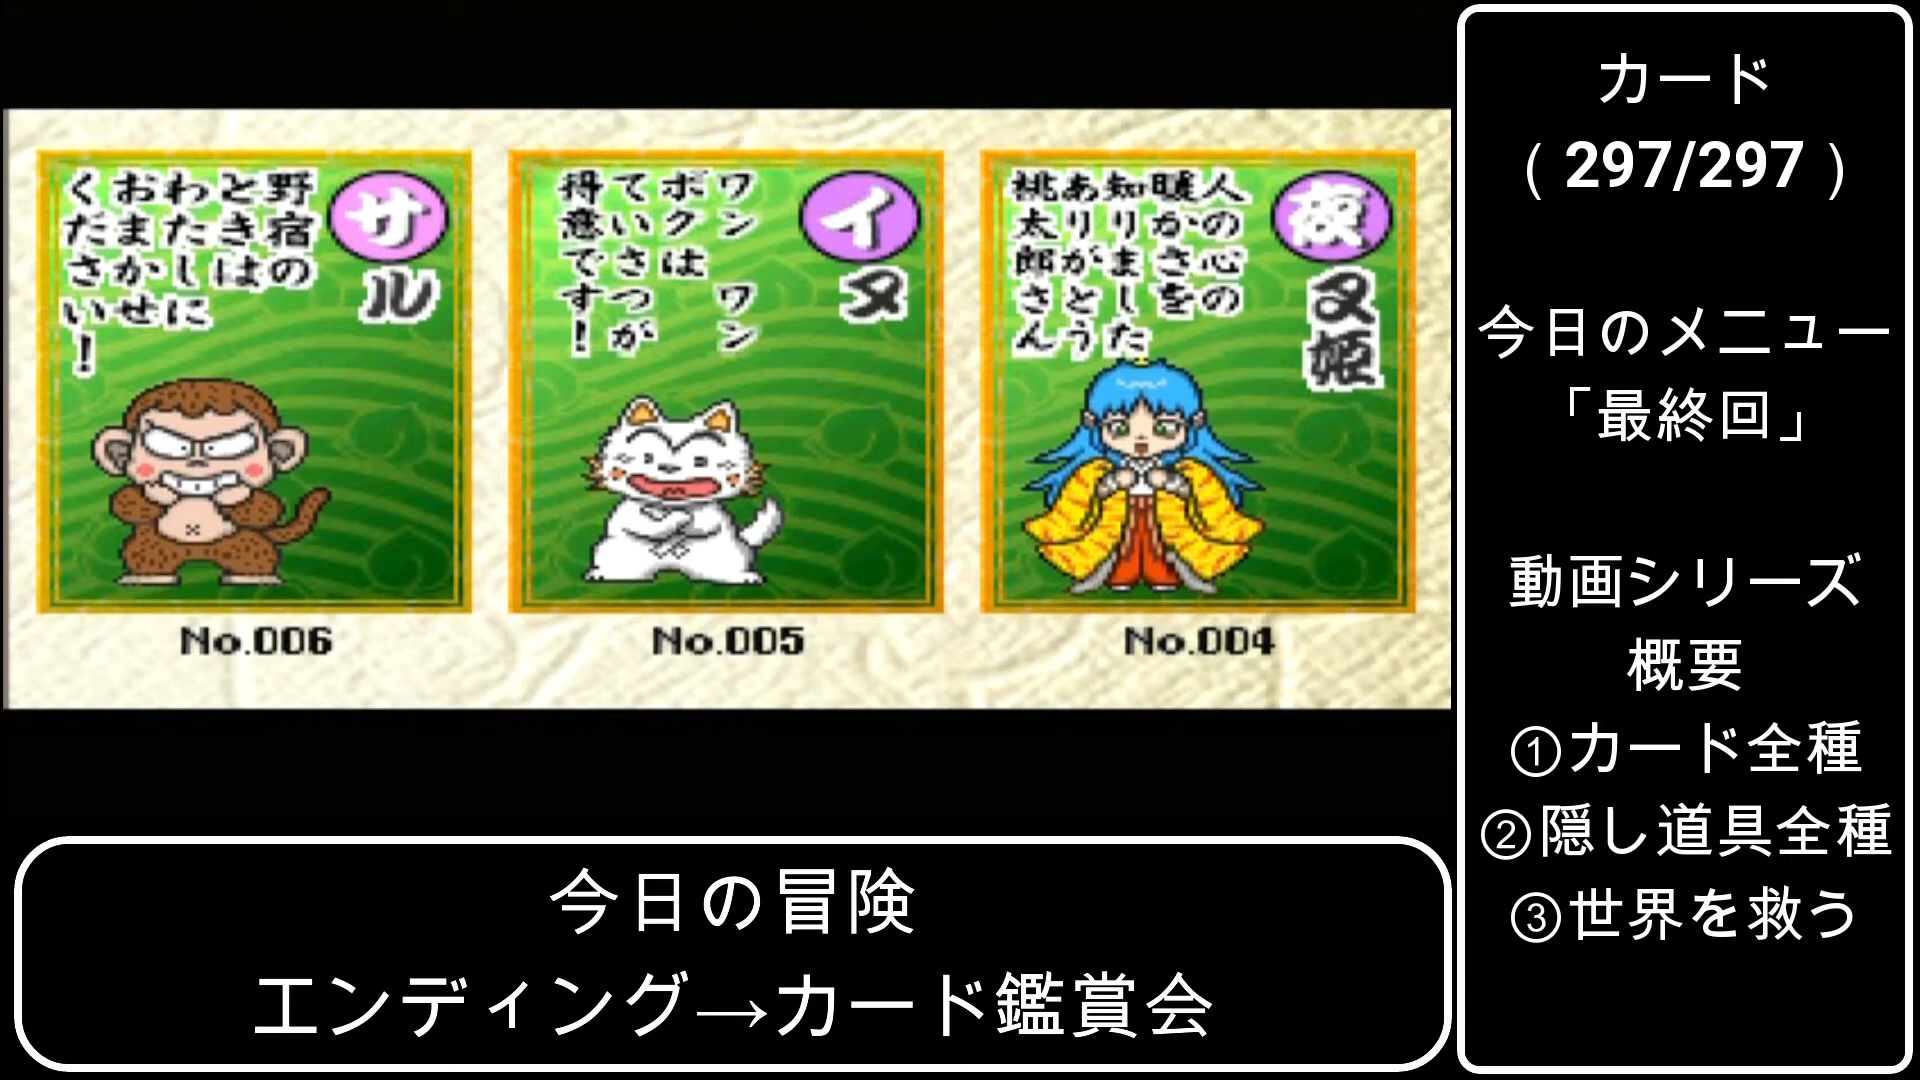 サル
野宿の
ときは
わたしに
おまかせ
ください!
No.006
イヌ
ワン ワン
ボクは
ていさつが
得意です!
No.005
夜叉姫
人の心の
暖かさを
知りました
ありがとう
桃太郎さん
No.004
カード
(297/297)
今日のメニュー
「最終回」
動画シリーズ
概要
①カード全種
②隠し道具全種
③世界を救う
今日の冒険
エンディング→カード鑑賞会